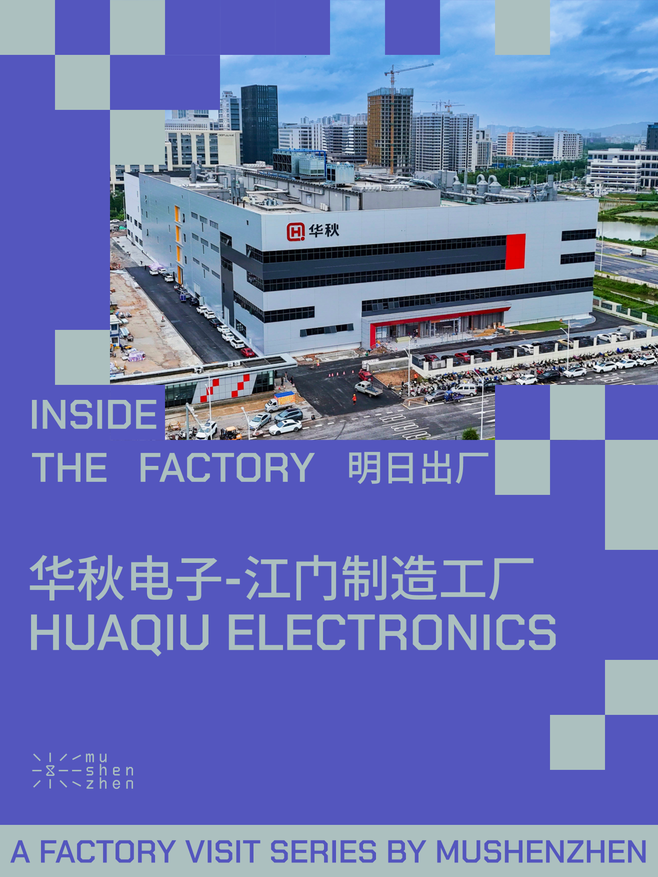 华秋
INSIDE
THE FACTORY 明日出厂
华秋电子-江门制造工厂
HUAQIU ELECTRONICS
mu
shen
zhen
A FACTORY VISIT SERIES BY MUSHENZHEN